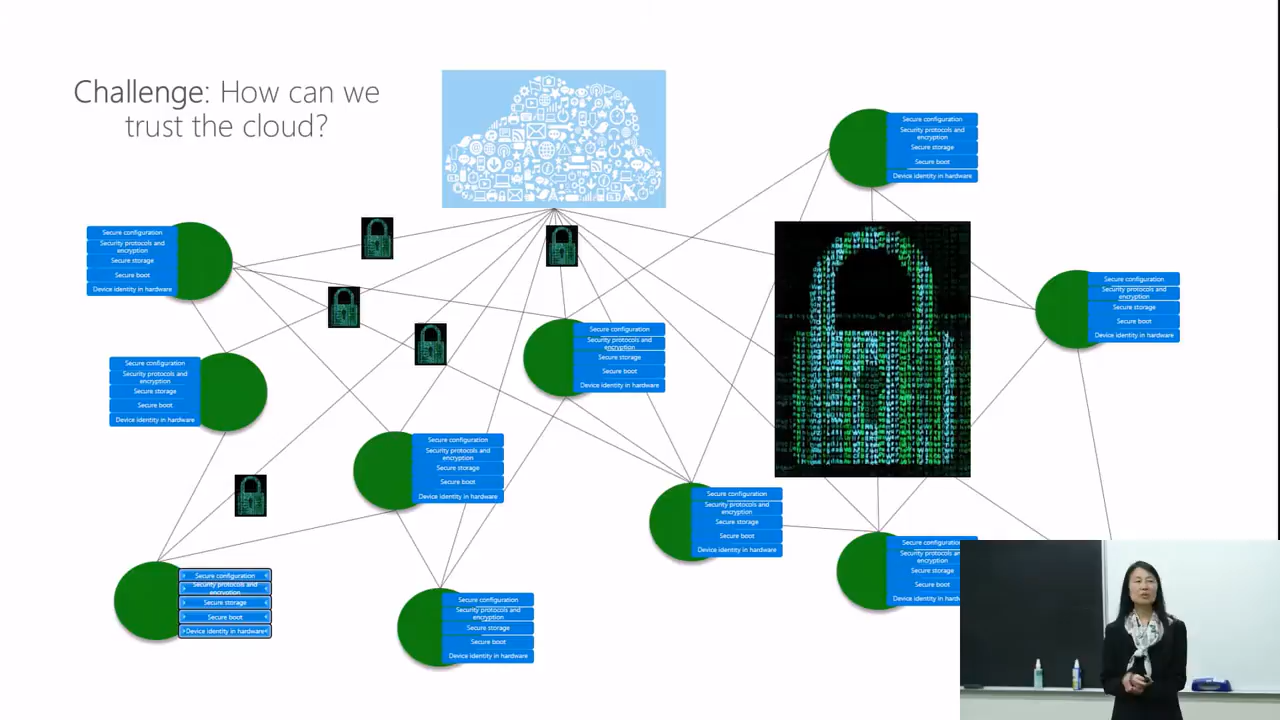 Challenge: How can we
trust the cloud?
Secure configuration
Security protocols and
encryption
Secure storage
Secure boot
Device identity in hardware
Secure configuration
Security protocols and
encryption
Secure storage
Secure boot
Device identity in hardware
Secure configuration
Security protocols and
encryption
Secure storage
Secure boot
Device identity in hardware
Secure configuration
Security protocols and
encryption
Secure storage
Secure boot
Device identity in hardware
Secure configuration
Security protocols and
encryption
Secure storage
Secure boot
Device identity in hardware
Secure configuration
Security protocols and
encryption
Secure storage
Secure boot
Device identity in hardware
Secure configuration
Security protocols and
encryption
Secure storage
Secure boot
Device identity in hardware
Secure configuration
Security protocols and
encryption
Secure storage
Secure boot
Device identity in hardw
Secure configuration
Security protocols and
encryption
Secure storage
Secure boot
Device identity in hardware
Secure configuration
Security protocols and
encryption
Secure storage
Secure boot
Device identity in hardware